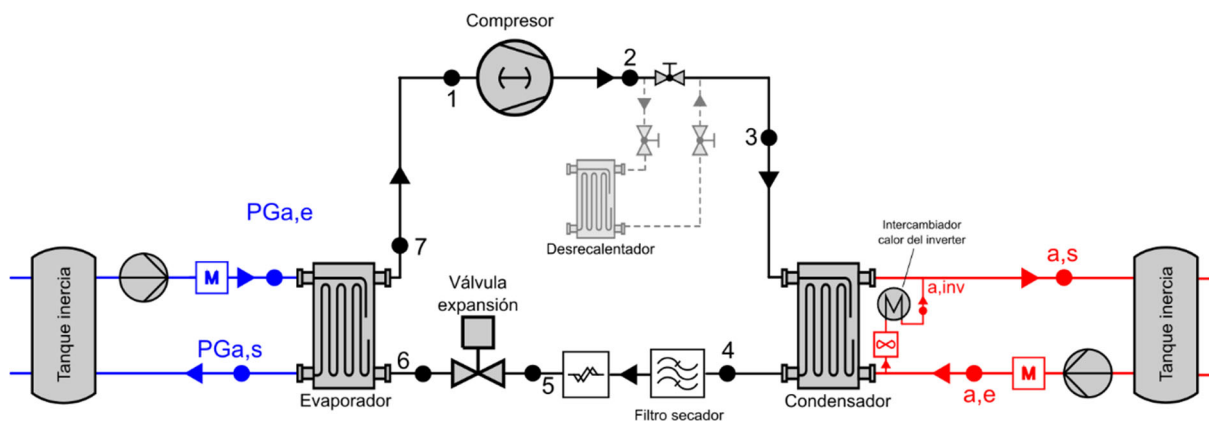 Compresor
1
2
3
Desrecalentador
PGa,e
7
Intercambiador
calor del inverter
a,s
a,inv
M
Válvula
expansión
Tanque inercia
Tanque inercia
PGa,s
6
5
4
a,e
M
Evaporador
Filtro secador
Condensador